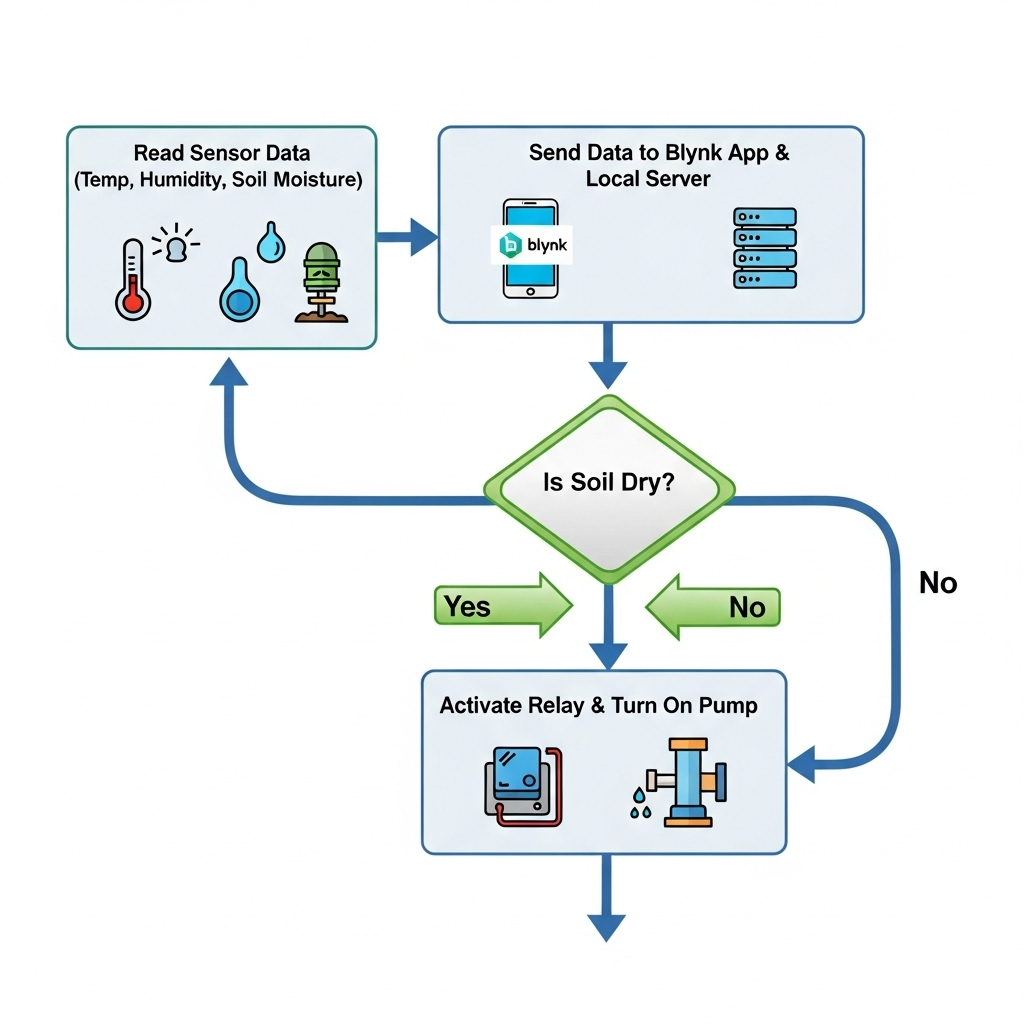 Read Sensor Data
(Temp, Humidity, Soil Moisture)
Send Data to Blynk App &
Local Server
blynk
Is Soil Dry?
No
Yes
No
Activate Relay & Turn On Pump